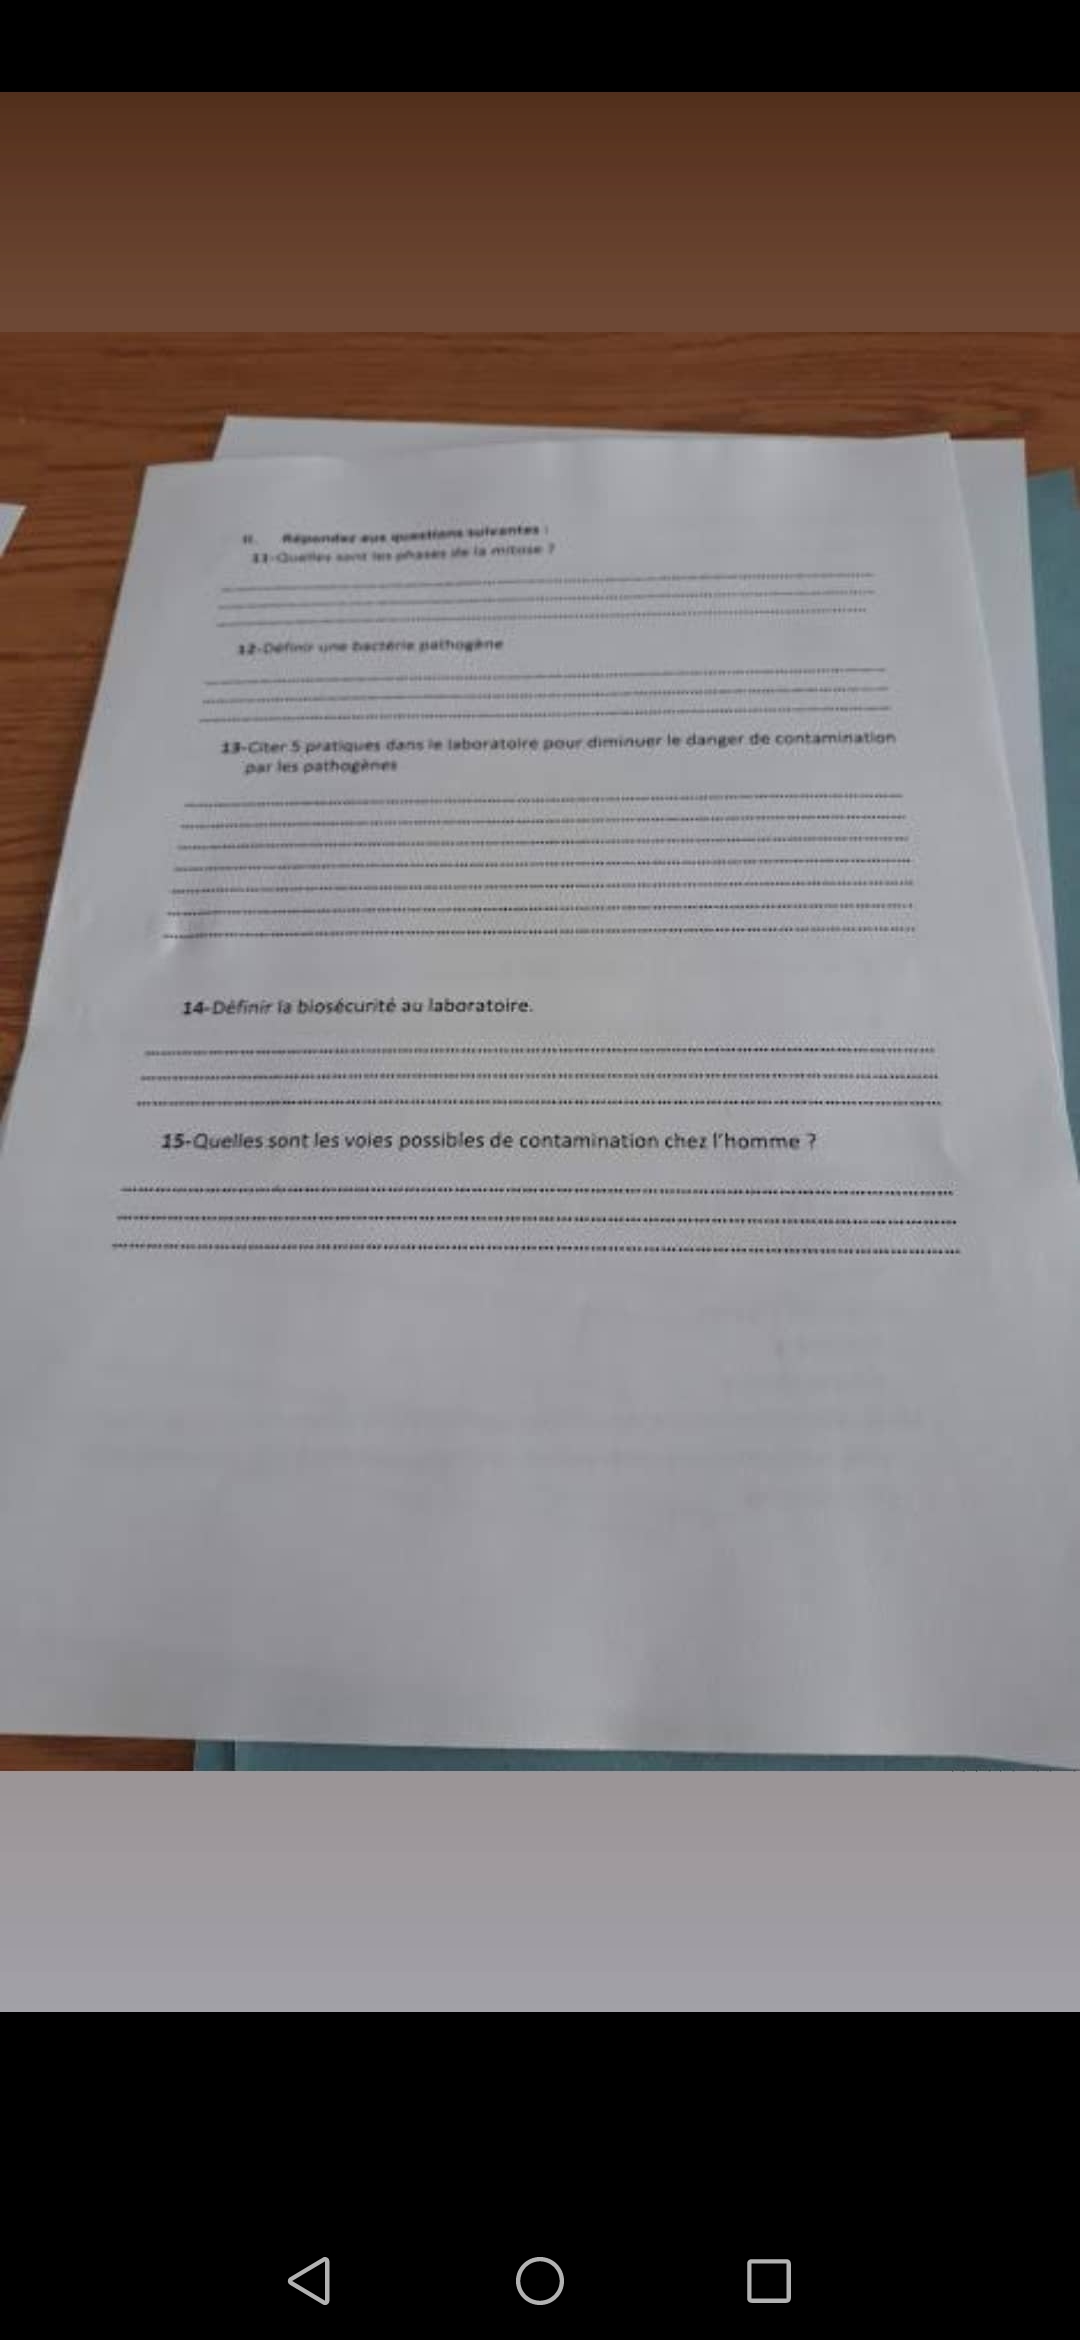 II. Répondez aux questions suivantes :
11-Quelles sont les phases de la mitose ?
12-Définir une bactérie pathogène
13-Citer 5 pratiques dans le laboratoire pour diminuer le danger de contamination
par les pathogènes
14-Définir la biosécurité au laboratoire.
15-Quelles sont les voies possibles de contamination chez l'homme ?